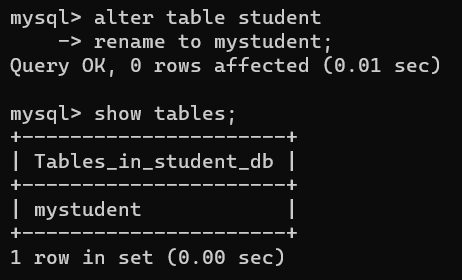 mysql> alter table student
    -> rename to mystudent;
Query OK, 0 rows affected (0.01 sec)

mysql> show tables;
+----------------------+
| Tables_in_student_db |
+----------------------+
| mystudent            |
+----------------------+
1 row in set (0.00 sec)